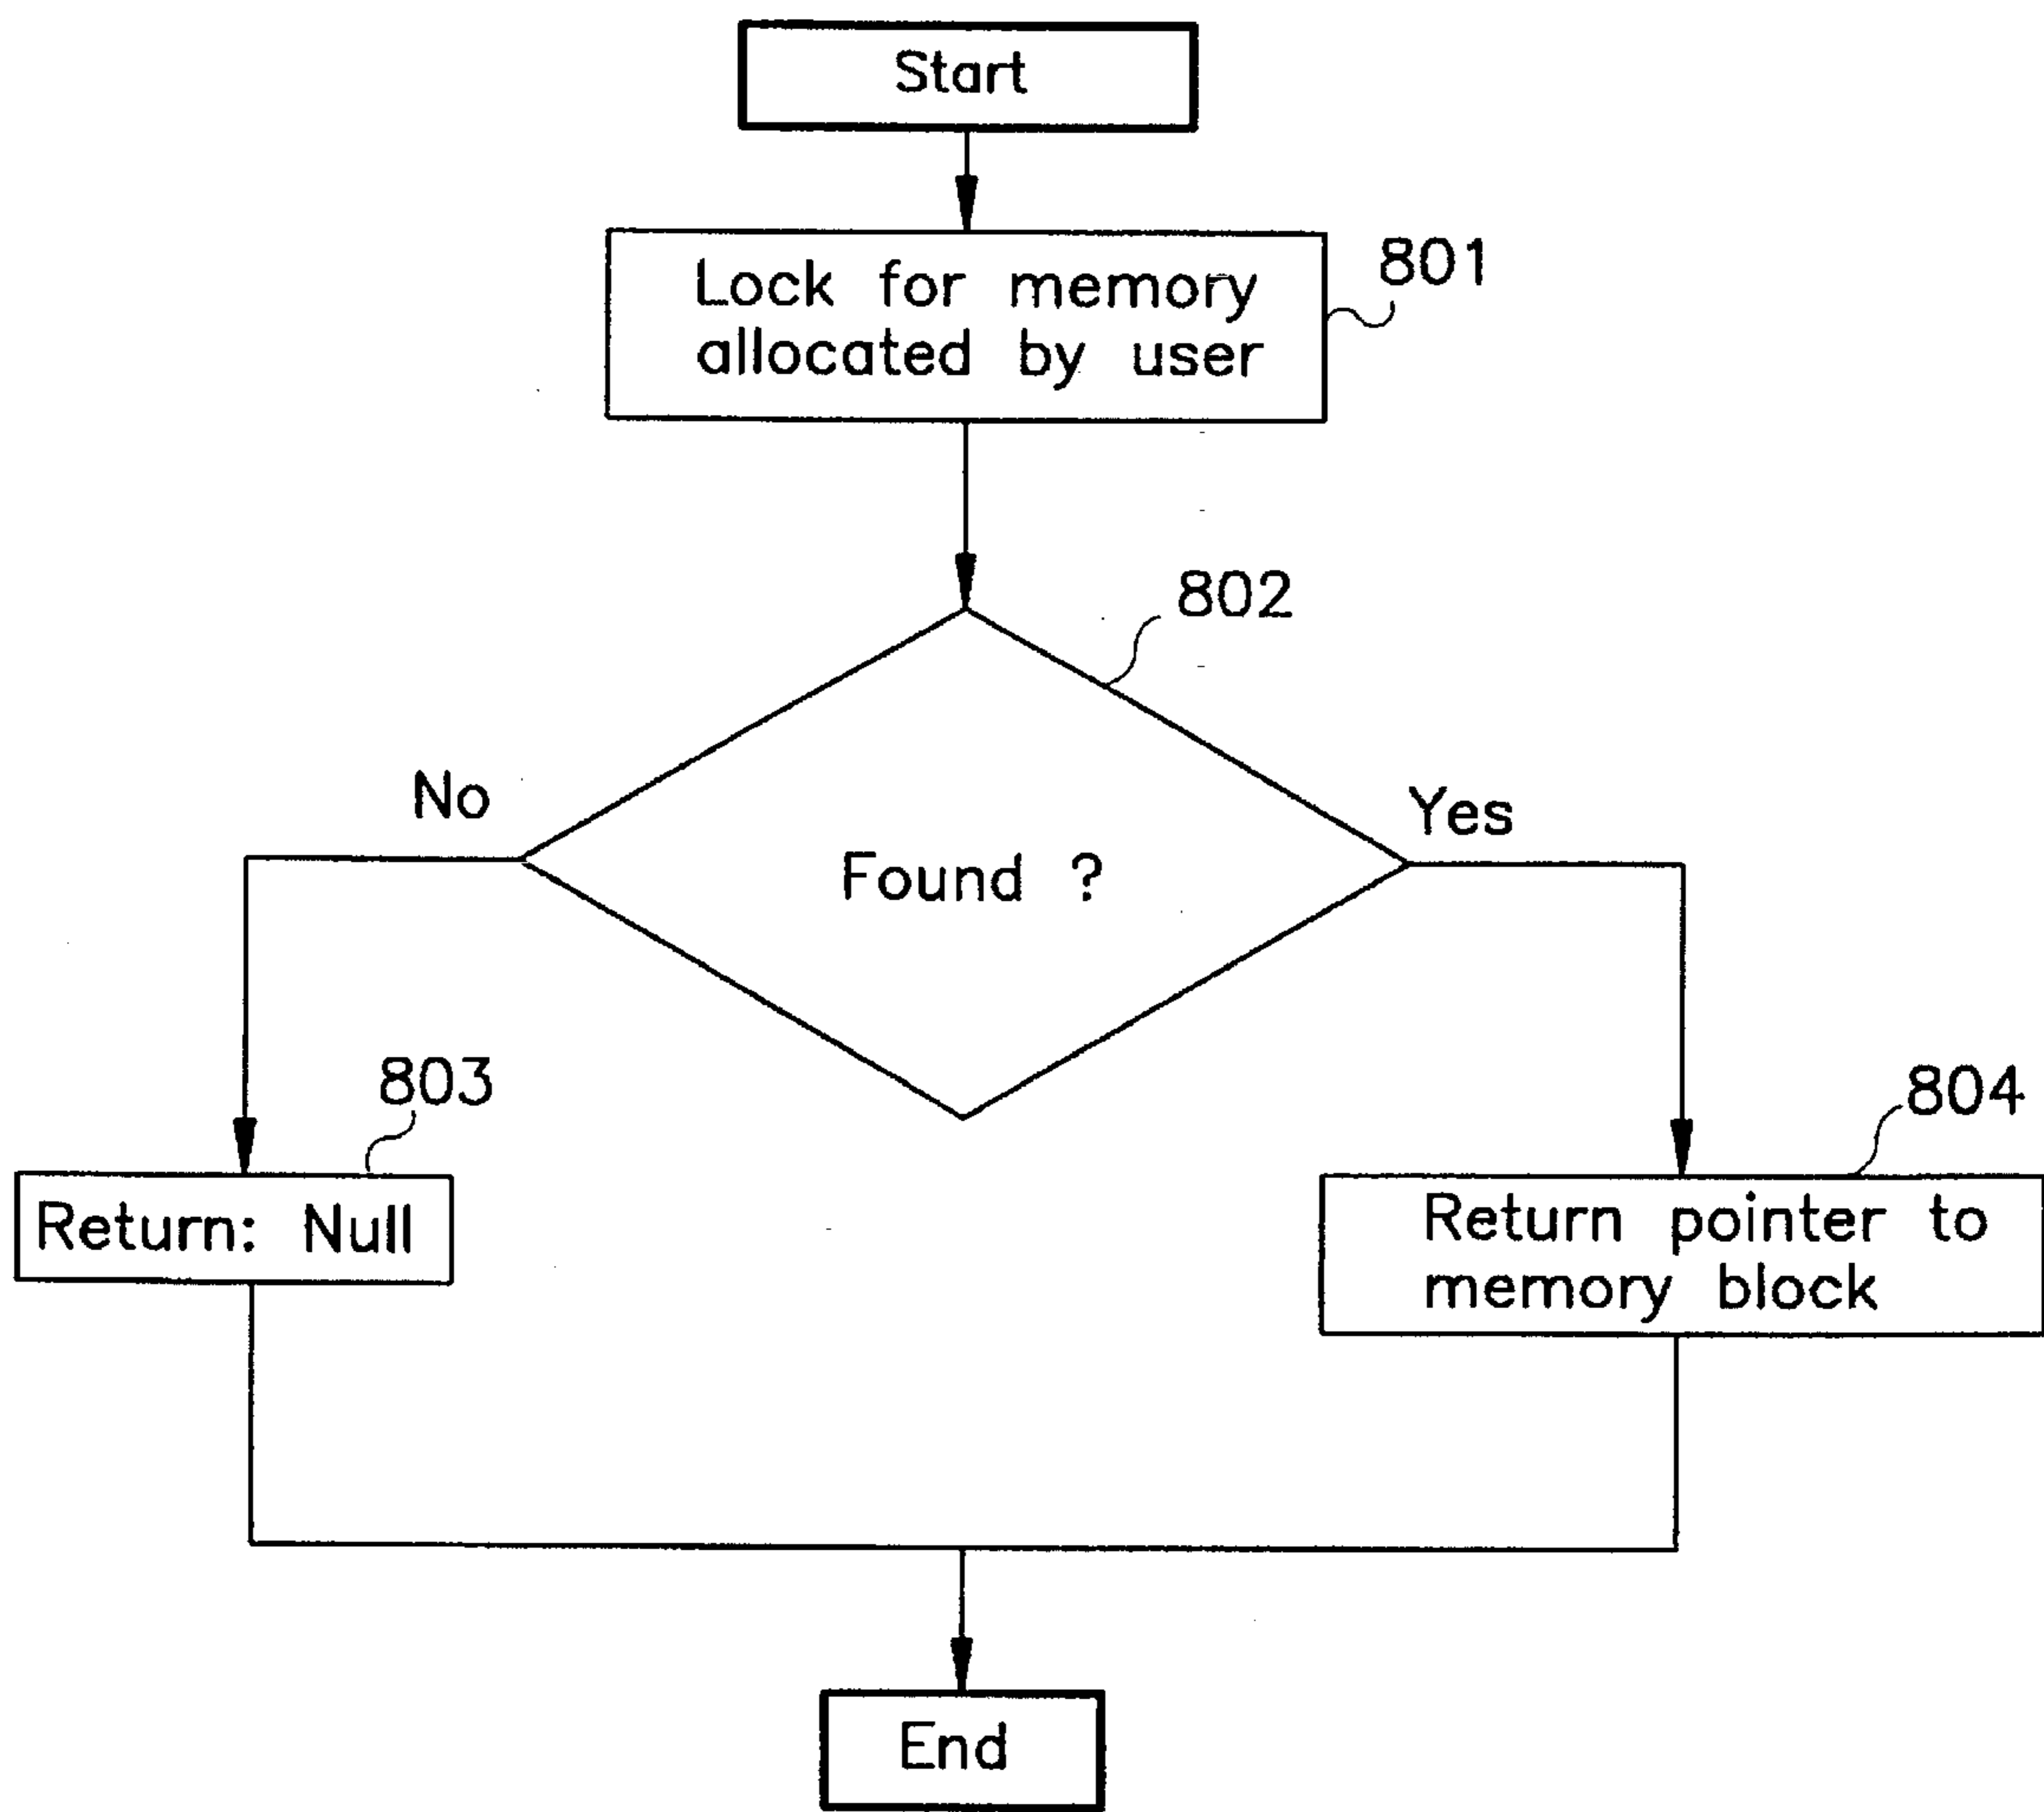 Start
Lock for memory
allocated by user
801
802
No
Yes
Found ?
803
804
Return: Null
Return pointer to
memory block
End